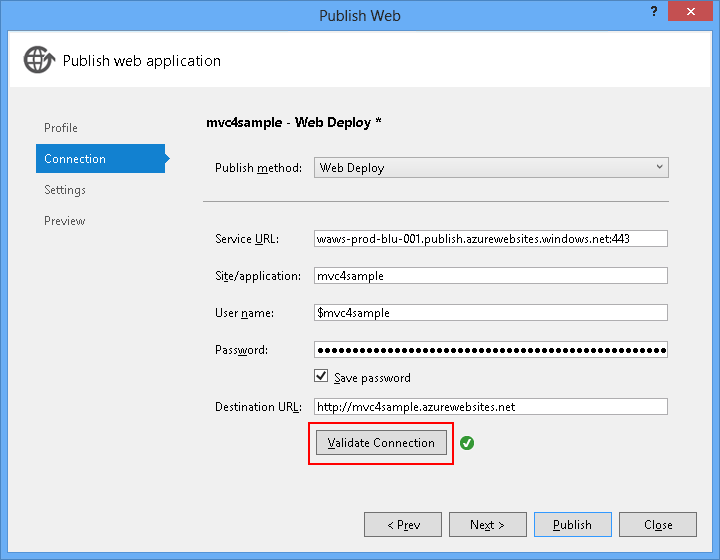 Publish Web
?
Publish web application
Profile
Connection
Settings
Preview
mvc4sample - Web Deploy *
Publish method: Web Deploy
Service URL: waws-prod-blu-001.publish.azurewebsites.windows.net:443
Site/application: mvc4sample
User name: $mvc4sample
Password: ••••••••••••••••••••••••••••••••••••••••••••••••••
Save password
Destination URL: http://mvc4sample.azurewebsites.net
Validate Connection
< Prev Next > Publish Close